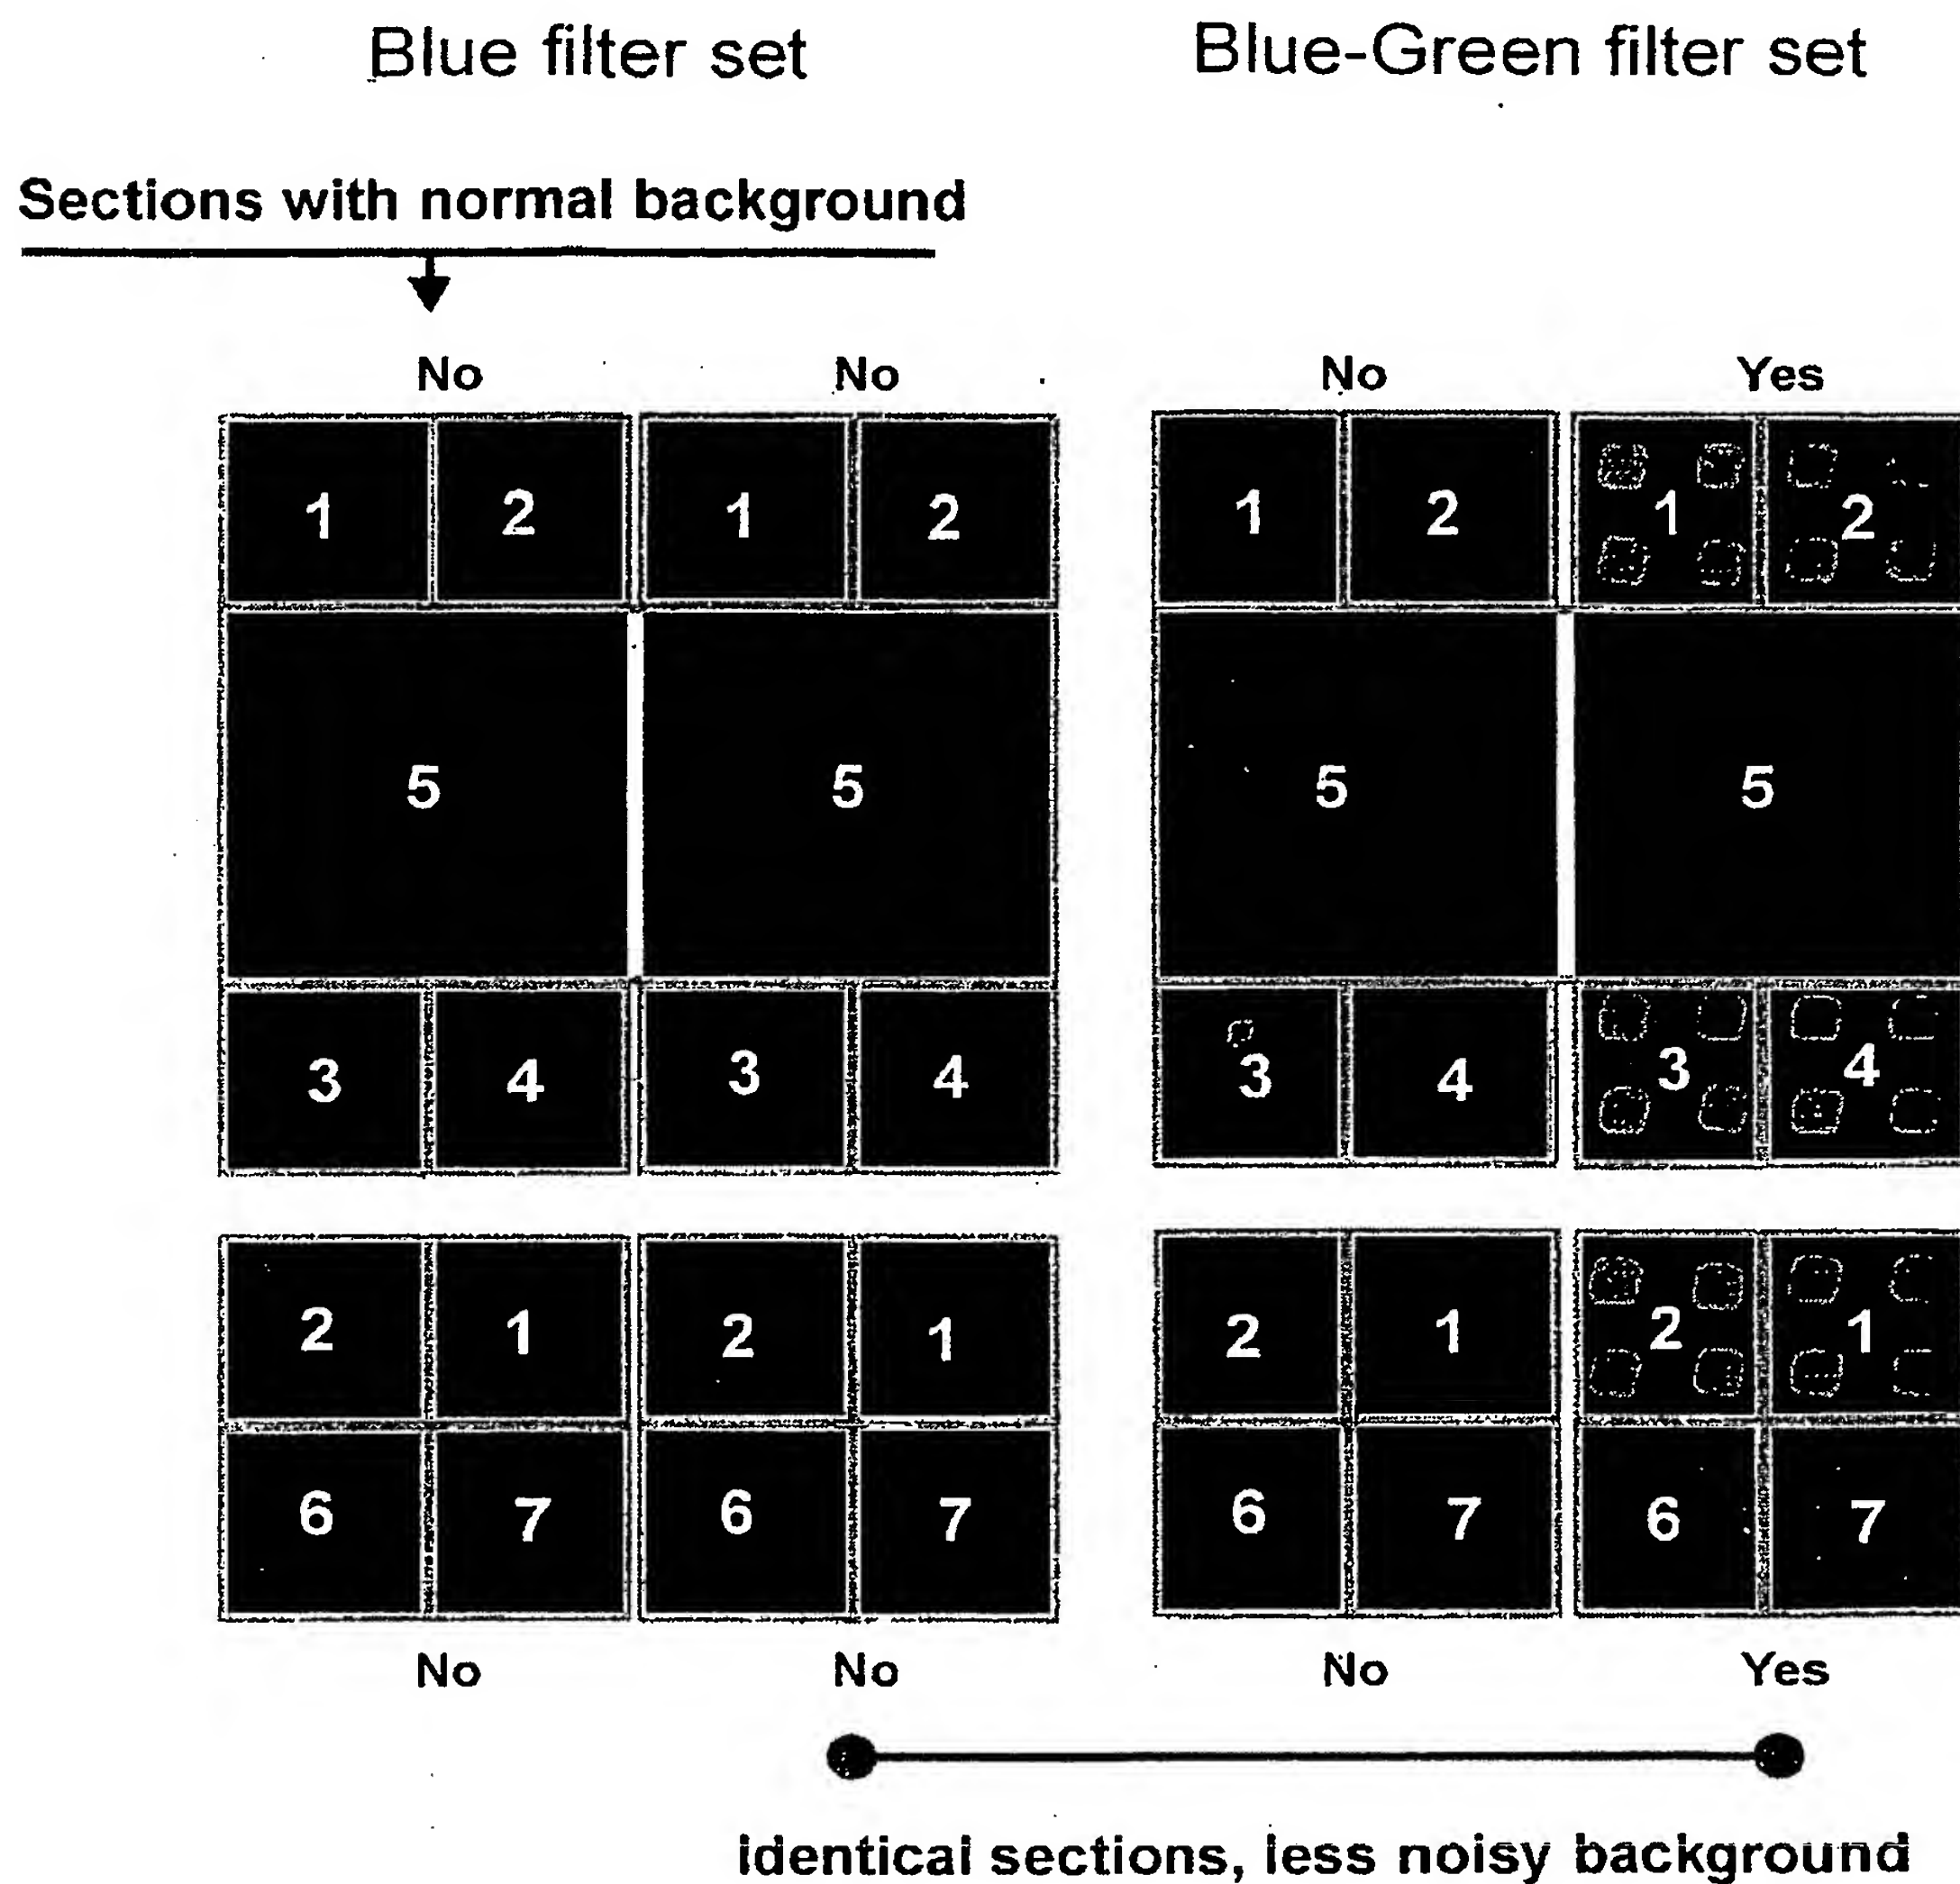 Blue filter set Blue-Green filter set
Sections with normal background
No No No Yes
1 2 1 2 1 2 1 2
5 5 5 5
3 4 3 4 3 4 3 4
2 1 2 1 2 1 2 1
6 7 6 7 6 7 6 7
No No No Yes
Identical sections, less noisy background